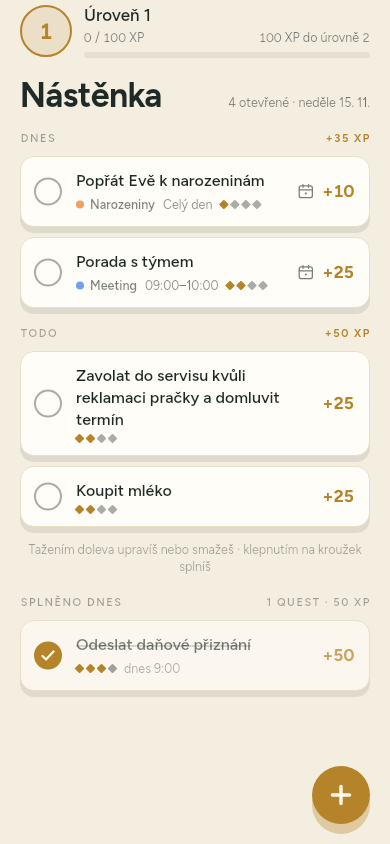 1
Úroveň 1
0 / 100 XP
100 XP do úrovně 2
Nástěnka
4 otevřené · neděle 15. 11.
DNES
+35 XP
Popřát Evě k narozeninám
Narozeniny Celý den
+10
Porada s týmem
Meeting 09:00–10:00
+25
TODO
+50 XP
Zavolat do servisu kvůli
reklamaci pračky a domluvit
termín
+25
Koupit mléko
+25
Tažením doleva upravíš nebo smažeš · klepnutím na kroužek
splníš
SPLNĚNO DNES
1 QUEST · 50 XP
Odeslat daňové přiznání
dnes 9:00
+50